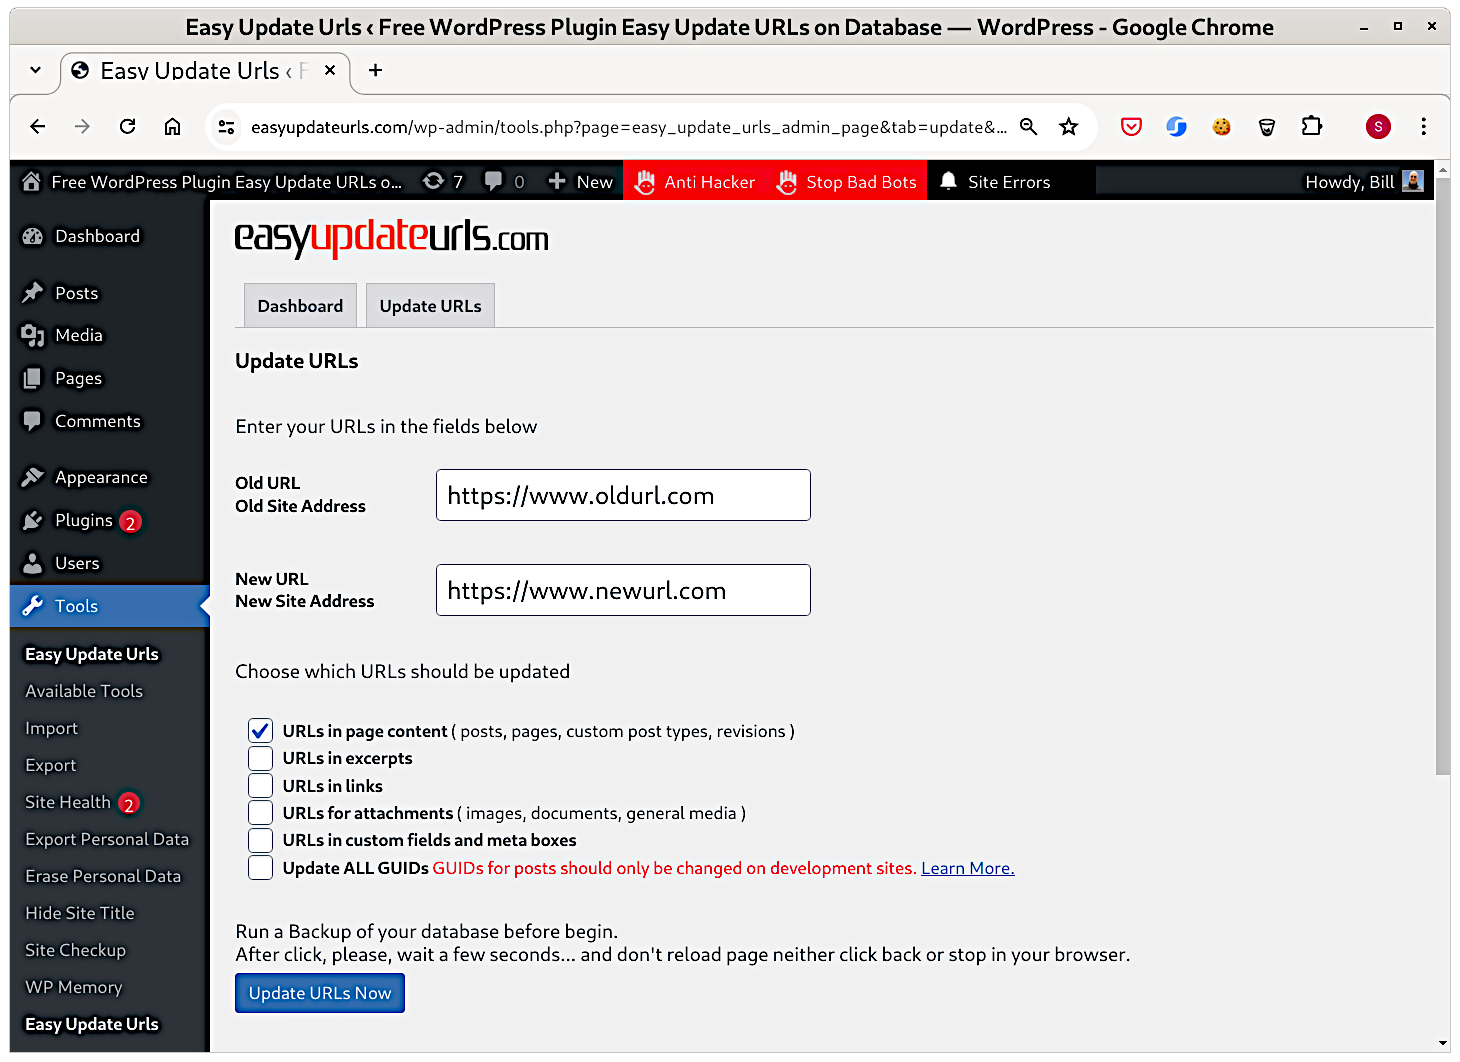 Easy Update Urls ‹ Free WordPress Plugin Easy Update URLs on Database — WordPress - Google Chrome
Easy Update Urls ‹ F
easyupdateurls.com/wp-admin/tools.php?page=easy_update_urls_admin_page&tab=update&...
S
Free WordPress Plugin Easy Update URLs o... 7 0 New Anti Hacker Stop Bad Bots Site Errors Howdy, Bill
Dashboard
Posts
Media
Pages
Comments
Appearance
Plugins 2
Users
Tools
Easy Update Urls
Available Tools
Import
Export
Site Health 2
Export Personal Data
Erase Personal Data
Hide Site Title
Site Checkup
WP Memory
Easy Update Urls
easyupdateurls.com
Dashboard Update URLs
Update URLs
Enter your URLs in the fields below
Old URL
Old Site Address
https://www.oldurl.com
New URL
New Site Address
https://www.newurl.com
Choose which URLs should be updated
URLs in page content ( posts, pages, custom post types, revisions )
URLs in excerpts
URLs in links
URLs for attachments ( images, documents, general media )
URLs in custom fields and meta boxes
Update ALL GUIDs GUIDs for posts should only be changed on development sites. Learn More.
Run a Backup of your database before begin.
After click, please, wait a few seconds... and don't reload page neither click back or stop in your browser.
Update URLs Now